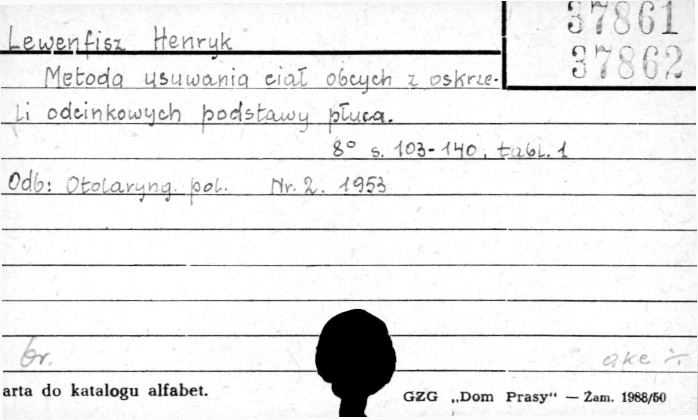 37861
37862
Lewenfisz Henryk
Metoda usuwania ciał obcych z oskrze-
li odcinkowych podstawy płuca.
8° s. 103-140, tabl. 1
Odb: Otolaryng. pol. Nr. 2. 1953
br.
arta do katalogu alfabet.
GZG „Dom Prasy" — Zam. 1988/50